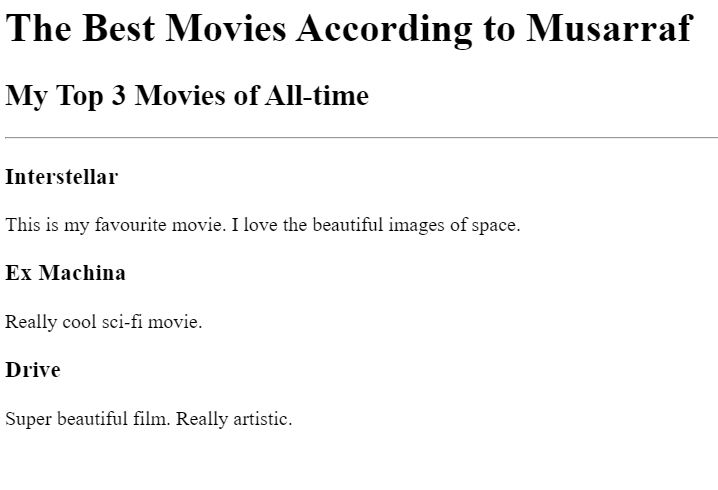 The Best Movies According to Musarraf
My Top 3 Movies of All-time
Interstellar
This is my favourite movie. I love the beautiful images of space.
Ex Machina
Really cool sci-fi movie.
Drive
Super beautiful film. Really artistic.